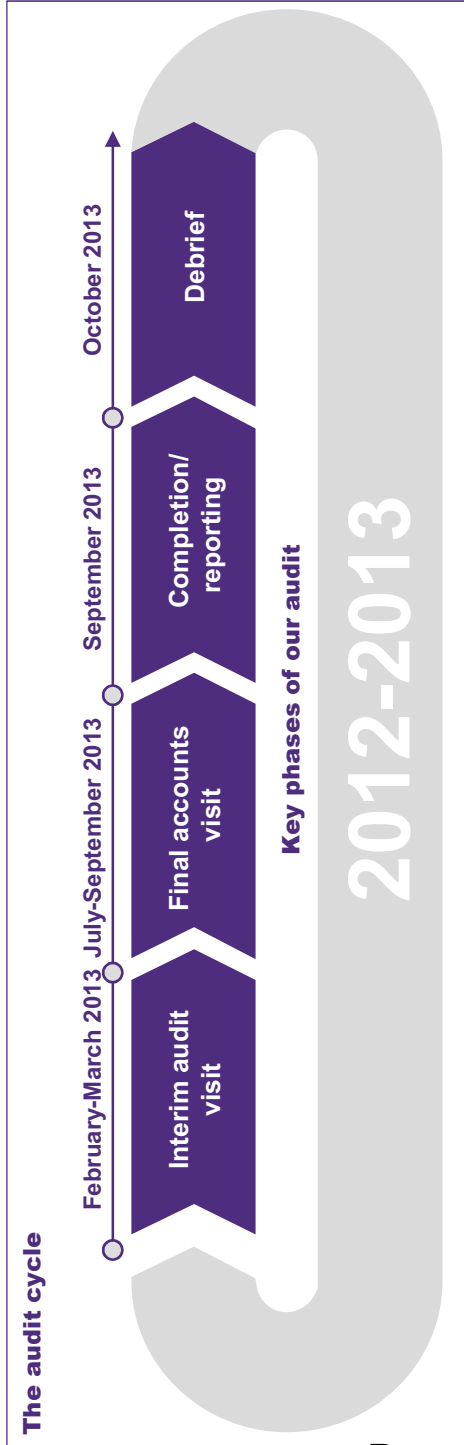 The audit cycle
February-March 2013
July-September 2013
September 2013
October 2013
Interim audit
visit
Final accounts
visit
Completion/
reporting
Debrief
Key phases of our audit
2012-2013